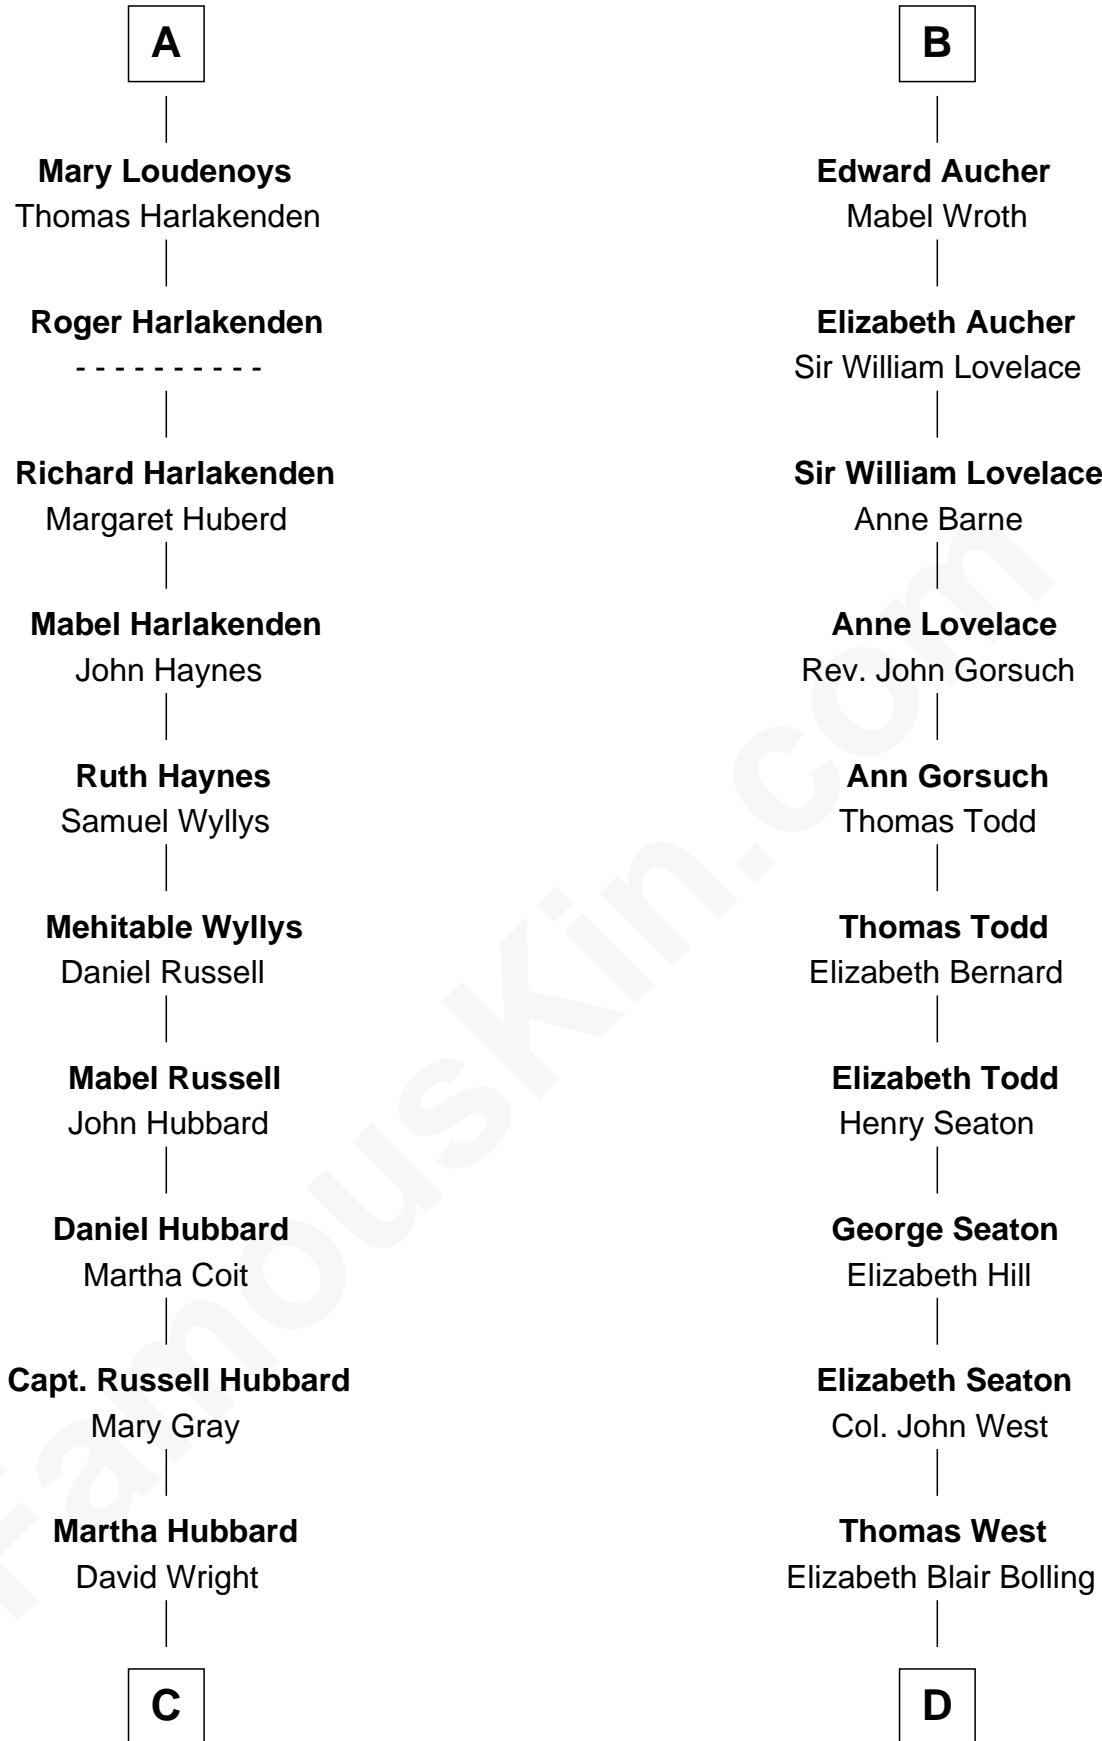 A
Mary Loudenoys
Thomas Harlakenden
Roger Harlakenden
- - - - - - - - - -
Richard Harlakenden
Margaret Huberd
Mabel Harlakenden
John Haynes
Ruth Haynes
Samuel Wyllys
Mehitable Wyllys
Daniel Russell
Mabel Russell
John Hubbard
Daniel Hubbard
Martha Coit
Capt. Russell Hubbard
Mary Gray
Martha Hubbard
David Wright
C
B
Edward Aucher
Mabel Wroth
Elizabeth Aucher
Sir William Lovelace
Sir William Lovelace
Anne Barne
Anne Lovelace
Rev. John Gorsuch
Ann Gorsuch
Thomas Todd
Thomas Todd
Elizabeth Bernard
Elizabeth Todd
Henry Seaton
George Seaton
Elizabeth Hill
Elizabeth Seaton
Col. John West
Thomas West
Elizabeth Blair Bolling
D
FamousKin.com